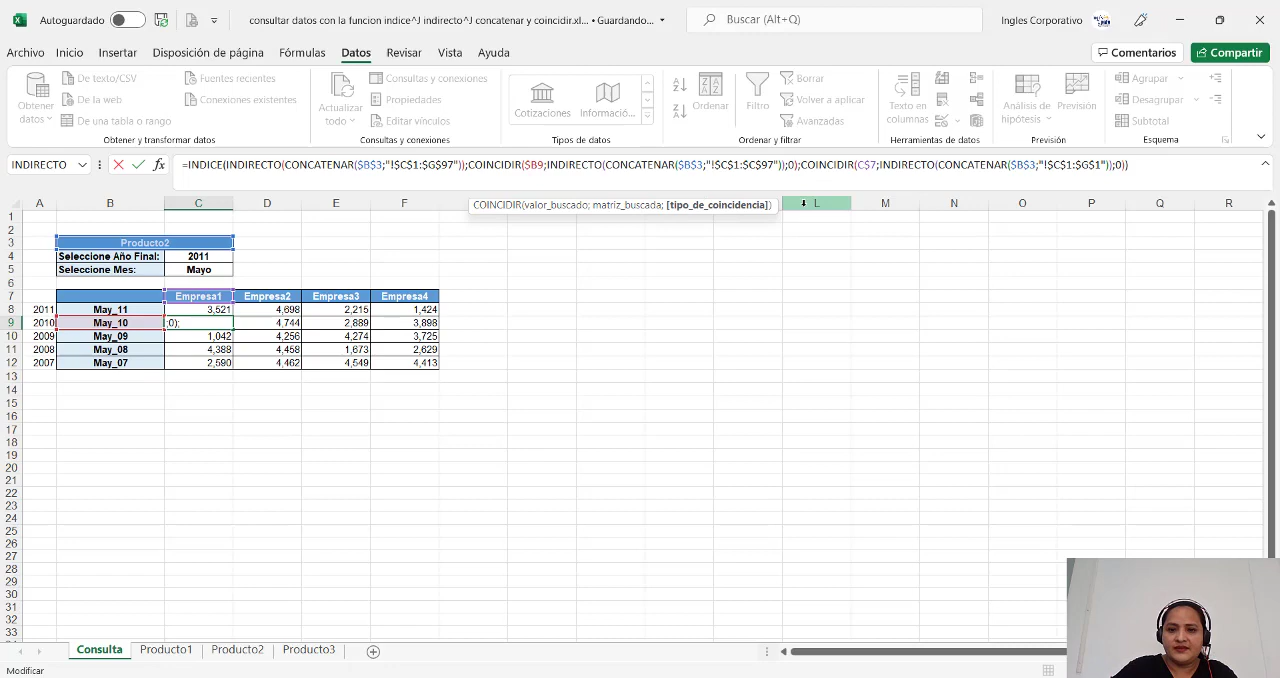 Autoguardado
consultar datos con la funcion indice^J indirecto^J concatenar y coincidir.xl... • Guardando...
Buscar (Alt+Q)
Ingles Corporativo
Archivo Inicio Insertar Disposición de página Fórmulas Datos Revisar Vista Ayuda
Comentarios Compartir
Obtener datos
De texto/CSV
De la web
De una tabla o rango
Fuentes recientes
Conexiones existentes
Obtener y transformar datos
Actualizar todo
Consultas y conexiones
Propiedades
Editar vínculos
Consultas y conexiones
Cotizaciones Informació...
Tipos de datos
Ordenar
Filtro
Borrar
Volver a aplicar
Avanzadas
Ordenar y filtrar
Texto en columnas
Herramientas de datos
Análisis de hipótesis
Previsión
Previsión
Agrupar
Desagrupar
Subtotal
Esquema
INDIRECTO
fx
=INDICE(INDIRECTO(CONCATENAR($B$3;"!$C$1:$G$97"));COINCIDIR($B9;INDIRECTO(CONCATENAR($B$3;"!$C$1:$C$97"));0);COINCIDIR(C$7;INDIRECTO(CONCATENAR($B$3;"!$C$1:$G$1"));0))
COINCIDIR(valor_buscado; matriz_buscada; [tipo_de_coincidencia])
A B C D E F L M N O P Q R
1
2
3 Producto2
4 Seleccione Año Final: 2011
5 Seleccione Mes: Mayo
6
7 Empresa1 Empresa2 Empresa3 Empresa4
8 2011 May_11 3,521 4,698 2,215 1,424
9 2010 May_10 ;0); 4,744 2,889 3,898
10 2009 May_09 1,042 4,256 4,274 3,725
11 2008 May_08 4,388 4,458 1,873 2,629
12 2007 May_07 2,590 4,462 4,549 4,413
13
14
15
16
17
18
19
20
21
22
23
24
25
26
27
28
29
30
31
32
33
Consulta Producto1 Producto2 Producto3
Modificar